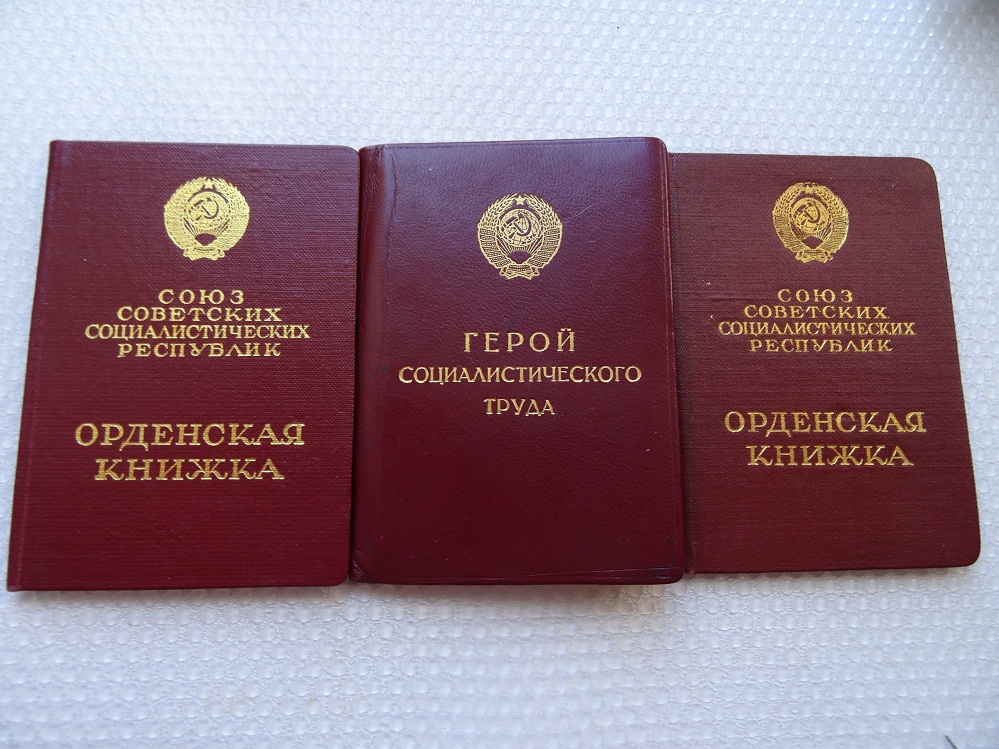 СОЮЗ
СОВЕТСКИХ
СОЦИАЛИСТИЧЕСКИХ
РЕСПУБЛИК
ОРДЕНСКАЯ
КНИЖКА
ГЕРОЙ
СОЦИАЛИСТИЧЕСКОГО
ТРУДА
СОЮЗ
СОВЕТСКИХ
СОЦИАЛИСТИЧЕСКИХ
РЕСПУБЛИК
ОРДЕНСКАЯ
КНИЖКА